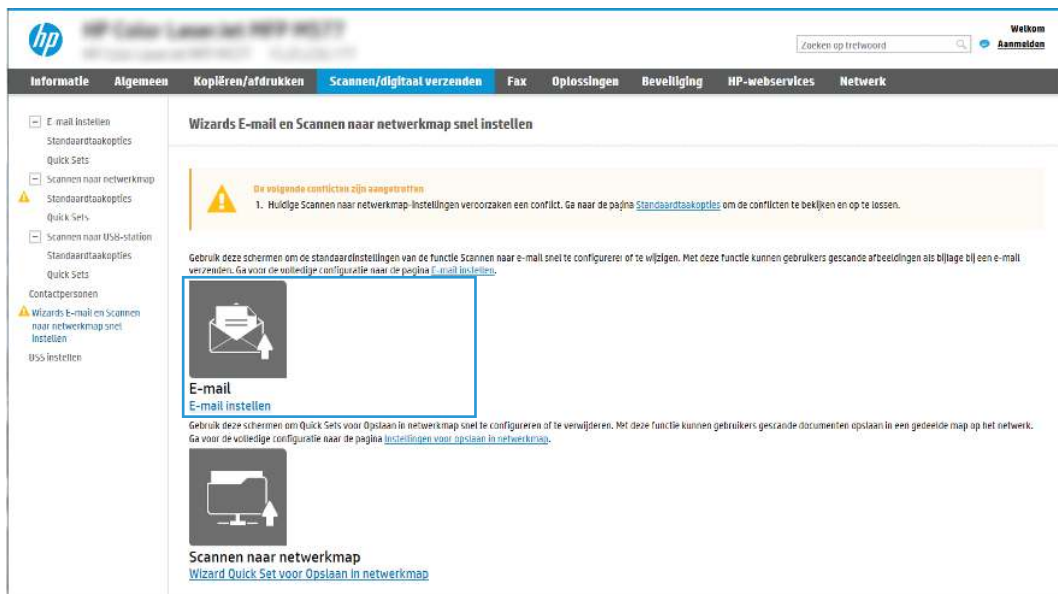 hp
Welkom
Zoeken op trefwoord
Aanmelden
Informatie Algemeen Kopiëren/afdrukken Scannen/digitaal verzenden Fax Oplossingen Beveiliging HP-webservices Netwerk
E-mail instellen
Standaardtaakopties
Quick Sets
Scannen naar netwerkmap
Standaardtaakopties
Quick Sets
Scannen naar USB-station
Standaardtaakopties
Quick Sets
Contactpersonen
Wizards E-mail en Scannen
naar netwerkmap snel
instellen
DSS instellen
Wizards E-mail en Scannen naar netwerkmap snel instellen
De volgende conflicten zijn aangetroffen
1. Huidige Scannen naar netwerkmap-instellingen veroorzaken een conflict. Ga naar de pagina Standaardtaakopties om de conflicten te bekijken en op te lossen.
Gebruik deze schermen om de standaardinstellingen van de functie Scannen naar e-mail snel te configureren of te wijzigen. Met deze functie kunnen gebruikers gescande afbeeldingen als bijlage bij een e-mail
verzenden. Ga voor de volledige configuratie naar de pagina E-mail instellen.
E-mail
E-mail instellen
Gebruik deze schermen om Quick Sets voor Opslaan in netwerkmap snel te configureren of te verwijderen. Met deze functie kunnen gebruikers gescande documenten opslaan in een gedeelde map op het netwerk.
Ga voor de volledige configuratie naar de pagina Instellingen voor opslaan in netwerkmap.
Scannen naar netwerkmap
Wizard Quick Set voor Opslaan in netwerkmap